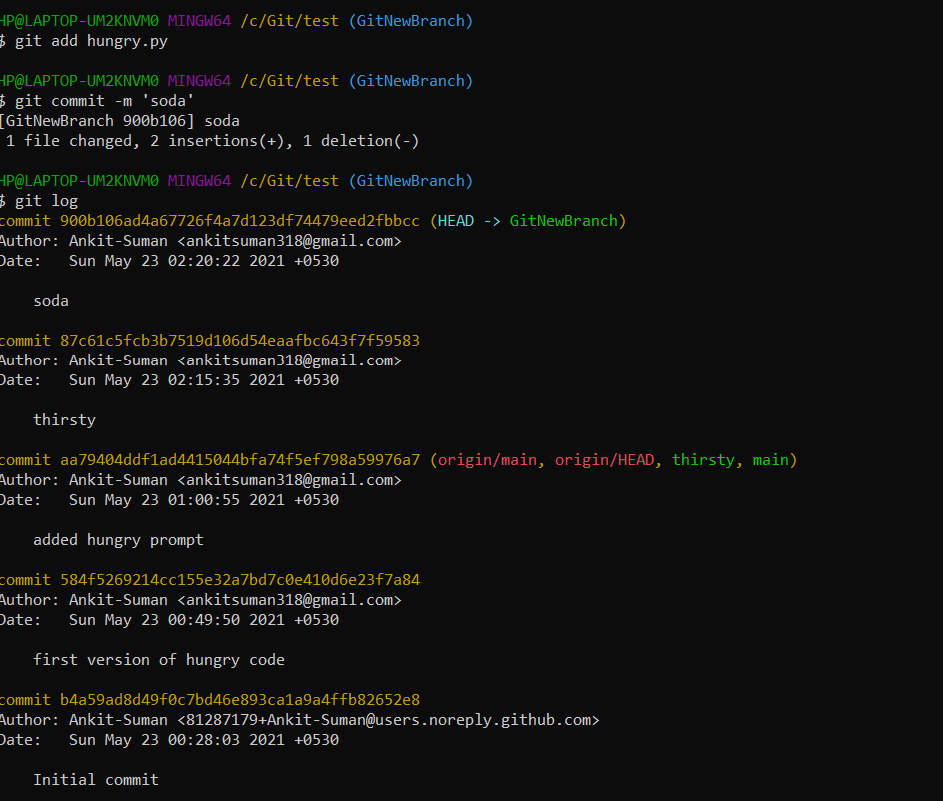 HP@LAPTOP-UM2KNVM0 MINGW64 /c/Git/test (GitNewBranch)
$ git add hungry.py
HP@LAPTOP-UM2KNVM0 MINGW64 /c/Git/test (GitNewBranch)
$ git commit -m 'soda'
[GitNewBranch 900b106] soda
1 file changed, 2 insertions(+), 1 deletion(-)
HP@LAPTOP-UM2KNVM0 MINGW64 /c/Git/test (GitNewBranch)
$ git log
commit 900b106ad4a67726f4a7d123df74479eed2fbbcc (HEAD -> GitNewBranch)
Author: Ankit-Suman <ankitsuman318@gmail.com>
Date:   Sun May 23 02:20:22 2021 +0530
soda
commit 87c61c5fcb3b7519d106d54eaafbc643f7f59583
Author: Ankit-Suman <ankitsuman318@gmail.com>
Date:   Sun May 23 02:15:35 2021 +0530
thirsty
commit aa79404ddf1ad4415044bfa74f5ef798a59976a7 (origin/main, origin/HEAD, thirsty, main)
Author: Ankit-Suman <ankitsuman318@gmail.com>
Date:   Sun May 23 01:00:55 2021 +0530
added hungry prompt
commit 584f5269214cc155e32a7bd7c0e410d6e23f7a84
Author: Ankit-Suman <ankitsuman318@gmail.com>
Date:   Sun May 23 00:49:50 2021 +0530
first version of hungry code
commit b4a59ad8d49f0c7bd46e893ca1a9a4ffb82652e8
Author: Ankit-Suman <81287179+Ankit-Suman@users.noreply.github.com>
Date:   Sun May 23 00:28:03 2021 +0530
Initial commit